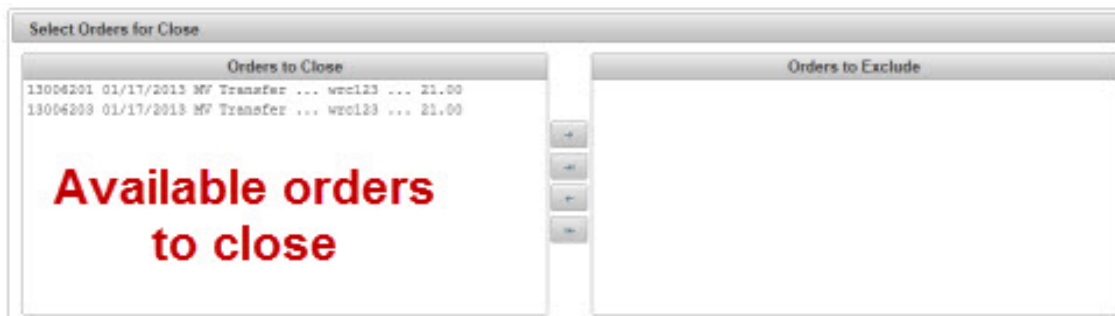 Select Orders for Close
Orders to Close
Orders to Exclude
13006201 01/17/2013 MV Transfer ... wrc123 ... 21.00
13006203 01/17/2013 MV Transfer ... wrc123 ... 21.00
Available orders
to close